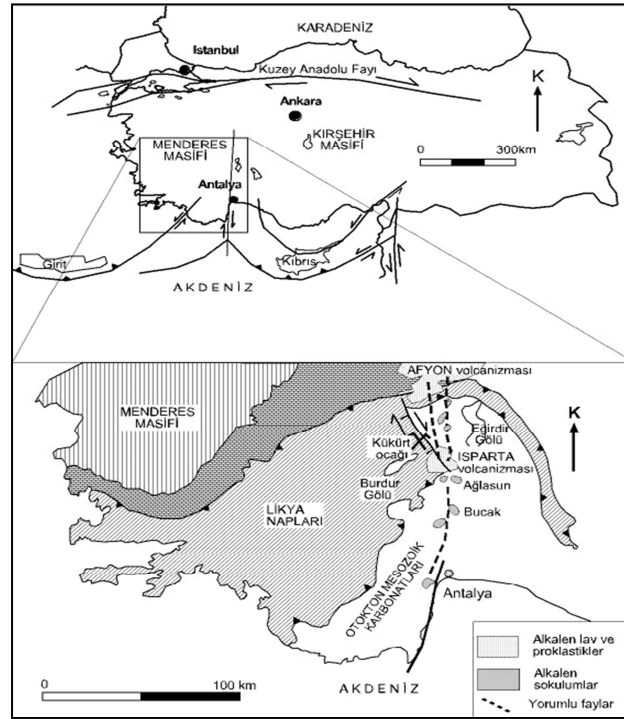 KARADENİZ
Istanbul
Kuzey Anadolu Fayı
K
Ankara
KIRŞEHİR
MASİFİ
0 300km
MENDERES
MASİFİ
Antalya
Girit
Kıbrıs
AKDENİZ
AFYON volcanizması
MENDERES
MASİFİ
K
Eğirdir
Gölü
Kükürt
ocağı
ISPARTA
volcanizması
Burdur
Gölü
Ağlasun
LİKYA
NAPLARI
Bucak
OTOKTON MESOZOİK
KARBONATLARI
Antalya
Alkalen lav ve
proklastikler
Alkalen
sokulumlar
Yorumlu faylar
0 100 km
AKDENİZ